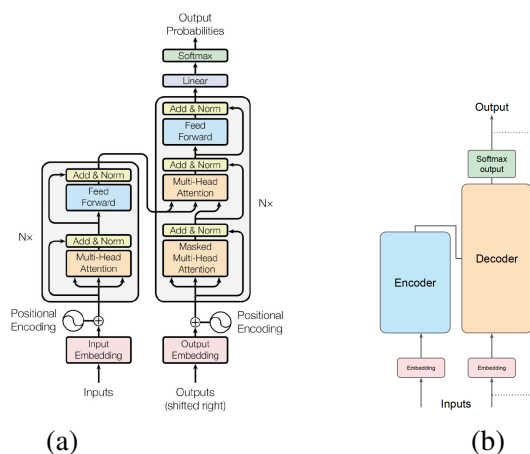 Output
Probabilities
Softmax
Linear
Add & Norm
Feed
Forward
Add & Norm
Multi-Head
Attention
Add & Norm
Masked
Multi-Head
Attention
Nx
Add & Norm
Feed
Forward
Add & Norm
Multi-Head
Attention
Nx
Positional
Encoding
Input
Embedding
Inputs
Positional
Encoding
Output
Embedding
Outputs
(shifted right)
(a)
Output
Softmax
output
Decoder
Encoder
Embedding
Embedding
Inputs
(b)